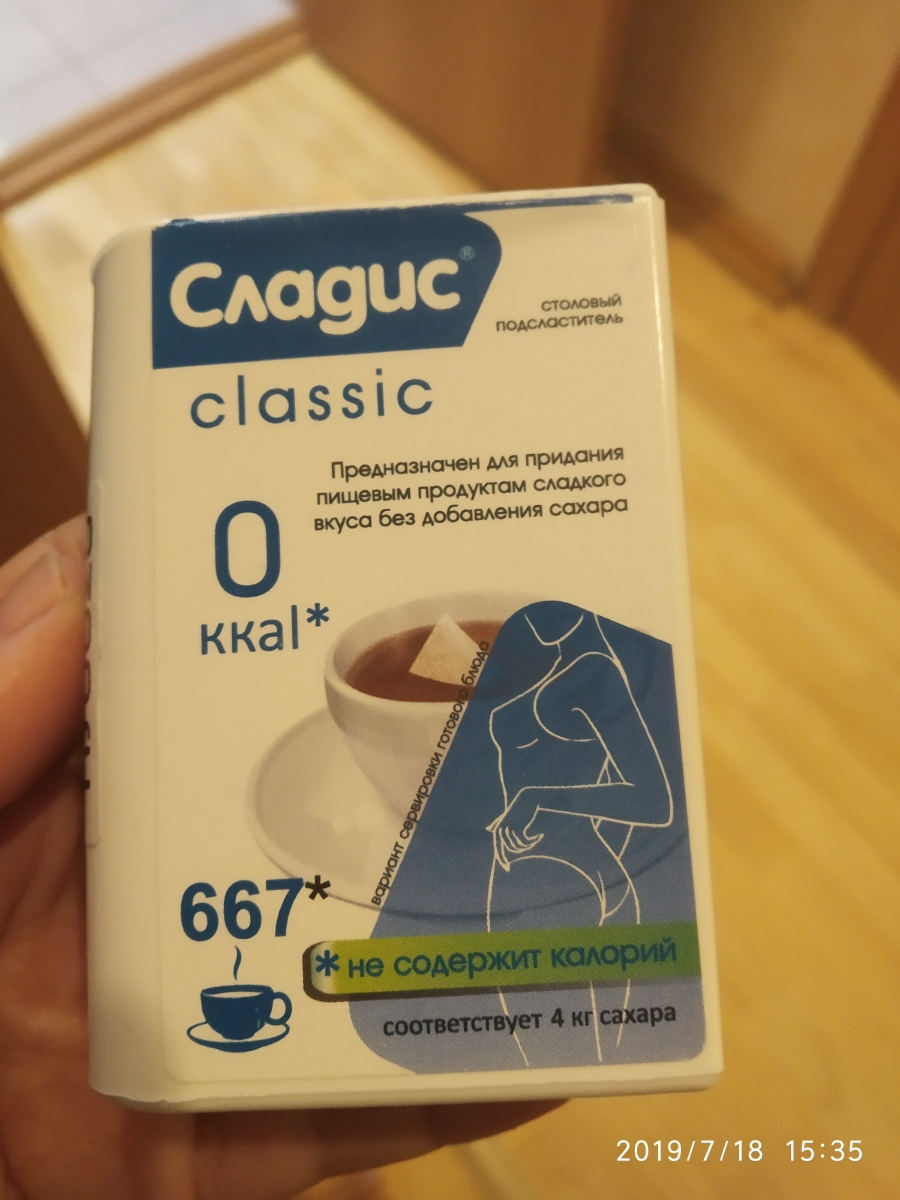 Сладис®
столовый
подсластитель
classic
Предназначен для придания
пищевым продуктам сладкого
вкуса без добавления сахара
0
ккаl*
вариант сервировки готового блюда
667*
* не содержит калорий
соответствует 4 кг сахара
2019/7/18 15:35